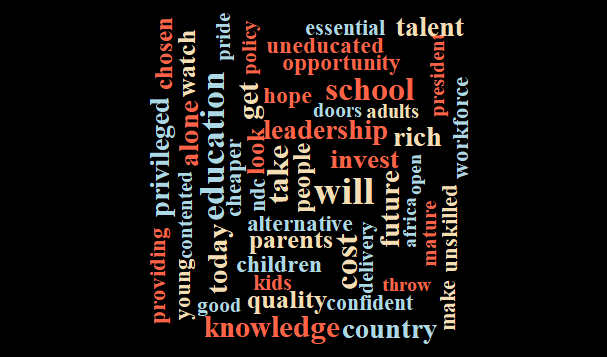 chosen
watch
pride
policy
essential
talent
uneducated
opportunity
president
workforce
privileged
alone
education
get
hope
school
doors
adults
leadership
rich
look
cheaper
ndc
take
people
invest
will
future
open
africa
mature
unskilled
make
contented
providing
young
today
alternative
parents
children
kids
cost
delivery
throw
good
quality
confident
knowledge
country